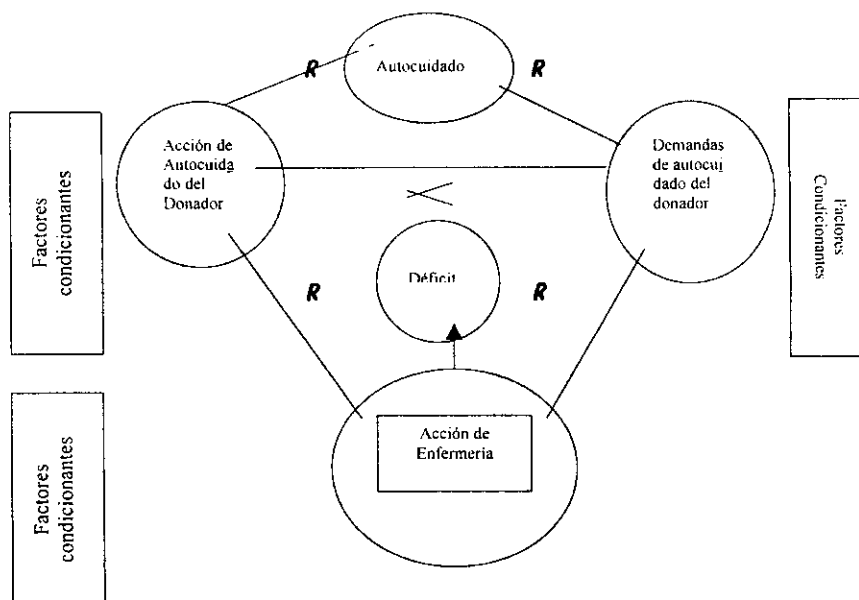 R
Autocuidado
R
Acción de
Autocuida
do del
Donador
Demandas
de autocui
dado del
donador
Factores
condicionantes
Factores
Condicionantes
Déficit
R
R
Acción de
Enfermería
Factores
condicionantes